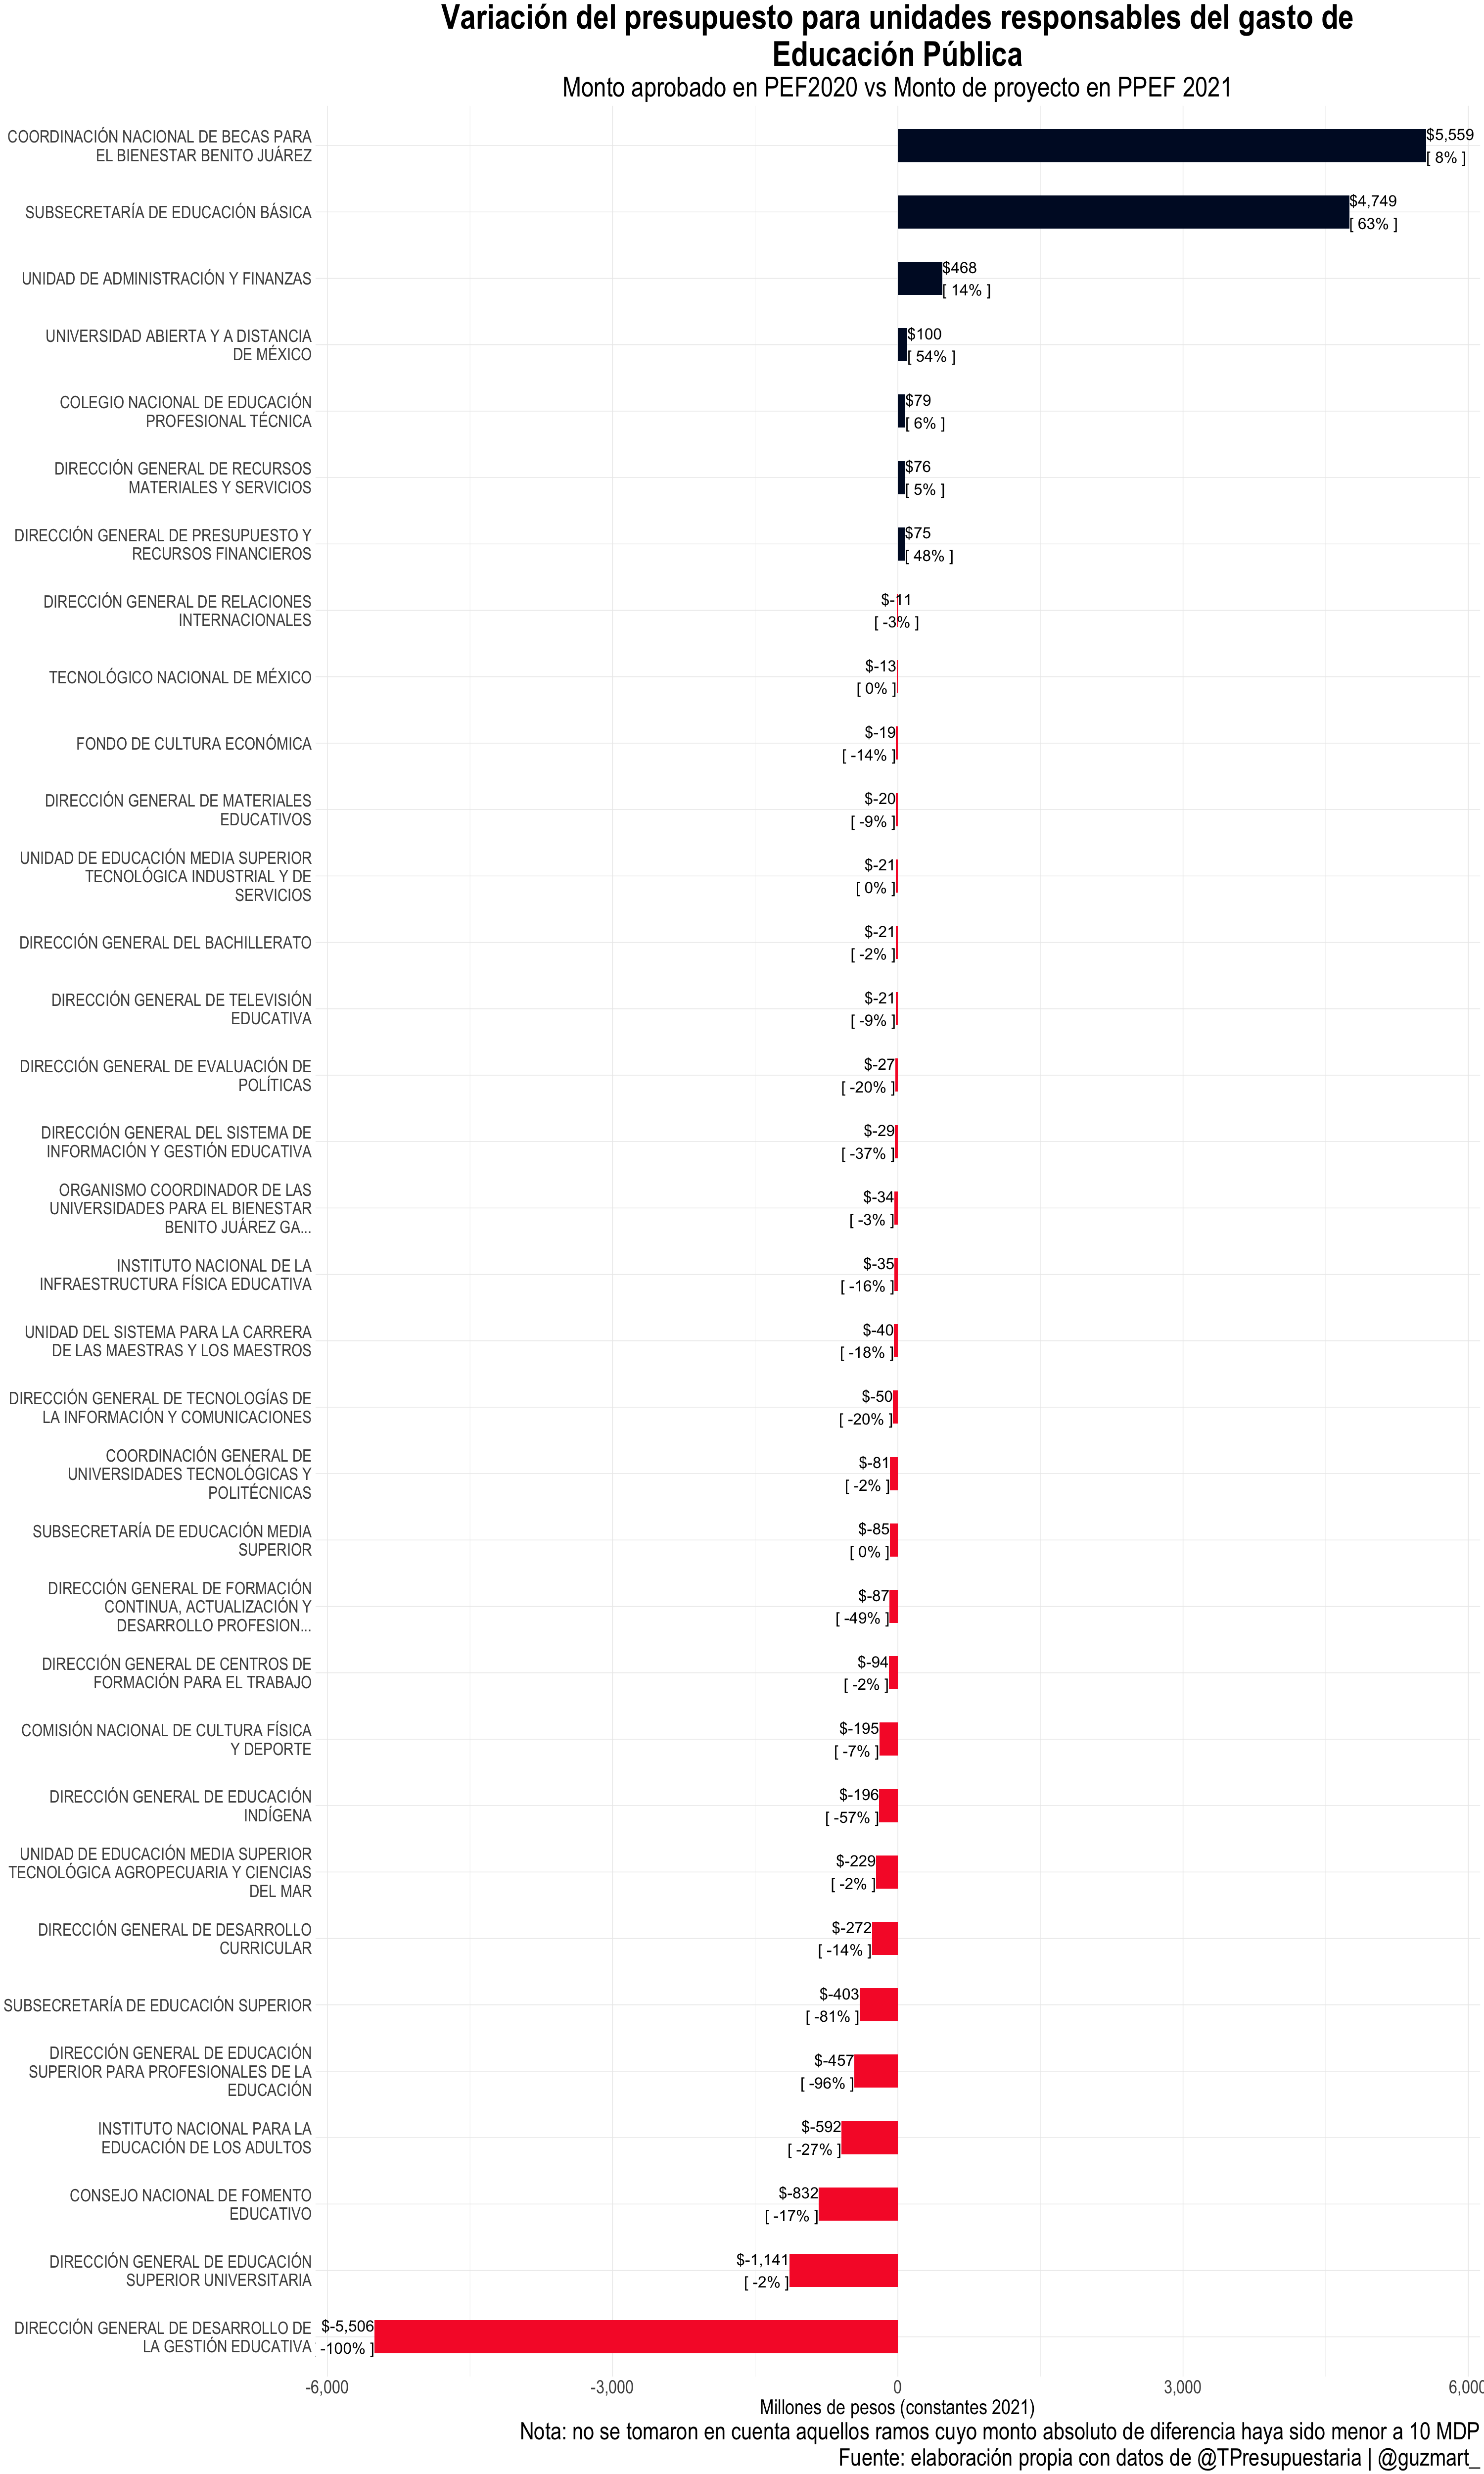 Variación del presupuesto para unidades responsables del gasto de
Educación Pública
Monto aprobado en PEF2020 vs Monto de proyecto en PPEF 2021
COORDINACIÓN NACIONAL DE BECAS PARA
EL BIENESTAR BENITO JUÁREZ
$5,559
[ 8% ]
SUBSECRETARÍA DE EDUCACIÓN BÁSICA
$4,749
[ 63% ]
UNIDAD DE ADMINISTRACIÓN Y FINANZAS
$468
[ 14% ]
UNIVERSIDAD ABIERTA Y A DISTANCIA
DE MÉXICO
$100
[ 54% ]
COLEGIO NACIONAL DE EDUCACIÓN
PROFESIONAL TÉCNICA
$79
[ 6% ]
DIRECCIÓN GENERAL DE RECURSOS
MATERIALES Y SERVICIOS
$76
[ 5% ]
DIRECCIÓN GENERAL DE PRESUPUESTO Y
RECURSOS FINANCIEROS
$75
[ 48% ]
DIRECCIÓN GENERAL DE RELACIONES
INTERNACIONALES
$-11
[ -3% ]
TECNOLÓGICO NACIONAL DE MÉXICO
$-13
[ 0% ]
FONDO DE CULTURA ECONÓMICA
$-19
[ -14% ]
DIRECCIÓN GENERAL DE MATERIALES
EDUCATIVOS
$-20
[ -9% ]
UNIDAD DE EDUCACIÓN MEDIA SUPERIOR
TECNOLÓGICA INDUSTRIAL Y DE
SERVICIOS
$-21
[ 0% ]
DIRECCIÓN GENERAL DEL BACHILLERATO
$-21
[ -2% ]
DIRECCIÓN GENERAL DE TELEVISIÓN
EDUCATIVA
$-21
[ -9% ]
DIRECCIÓN GENERAL DE EVALUACIÓN DE
POLÍTICAS
$-27
[ -20% ]
DIRECCIÓN GENERAL DEL SISTEMA DE
INFORMACIÓN Y GESTIÓN EDUCATIVA
$-29
[ -37% ]
ORGANISMO COORDINADOR DE LAS
UNIVERSIDADES PARA EL BIENESTAR
BENITO JUÁREZ GA...
$-34
[ -3% ]
INSTITUTO NACIONAL DE LA
INFRAESTRUCTURA FÍSICA EDUCATIVA
$-35
[ -16% ]
UNIDAD DEL SISTEMA PARA LA CARRERA
DE LAS MAESTRAS Y LOS MAESTROS
$-40
[ -18% ]
DIRECCIÓN GENERAL DE TECNOLOGÍAS DE
LA INFORMACIÓN Y COMUNICACIONES
$-50
[ -20% ]
COORDINACIÓN GENERAL DE
UNIVERSIDADES TECNOLÓGICAS Y
POLITÉCNICAS
$-81
[ -2% ]
SUBSECRETARÍA DE EDUCACIÓN MEDIA
SUPERIOR
$-85
[ 0% ]
DIRECCIÓN GENERAL DE FORMACIÓN
CONTINUA, ACTUALIZACIÓN Y
DESARROLLO PROFESION...
$-87
[ -49% ]
DIRECCIÓN GENERAL DE CENTROS DE
FORMACIÓN PARA EL TRABAJO
$-94
[ -2% ]
COMISIÓN NACIONAL DE CULTURA FÍSICA
Y DEPORTE
$-195
[ -7% ]
DIRECCIÓN GENERAL DE EDUCACIÓN
INDÍGENA
$-196
[ -57% ]
UNIDAD DE EDUCACIÓN MEDIA SUPERIOR
TECNOLÓGICA AGROPECUARIA Y CIENCIAS
DEL MAR
$-229
[ -2% ]
DIRECCIÓN GENERAL DE DESARROLLO
CURRICULAR
$-272
[ -14% ]
SUBSECRETARÍA DE EDUCACIÓN SUPERIOR
$-403
[ -81% ]
DIRECCIÓN GENERAL DE EDUCACIÓN
SUPERIOR PARA PROFESIONALES DE LA
EDUCACIÓN
$-457
[ -96% ]
INSTITUTO NACIONAL PARA LA
EDUCACIÓN DE LOS ADULTOS
$-592
[ -27% ]
CONSEJO NACIONAL DE FOMENTO
EDUCATIVO
$-832
[ -17% ]
DIRECCIÓN GENERAL DE EDUCACIÓN
SUPERIOR UNIVERSITARIA
$-1,141
[ -2% ]
DIRECCIÓN GENERAL DE DESARROLLO DE
LA GESTIÓN EDUCATIVA
$-5,506
-100% ]
-6,000 -3,000 0 3,000 6,000
Millones de pesos (constantes 2021)
Nota: no se tomaron en cuenta aquellos ramos cuyo monto absoluto de diferencia haya sido menor a 10 MDP
Fuente: elaboración propia con datos de @TPresupuestaria | @guzmart_